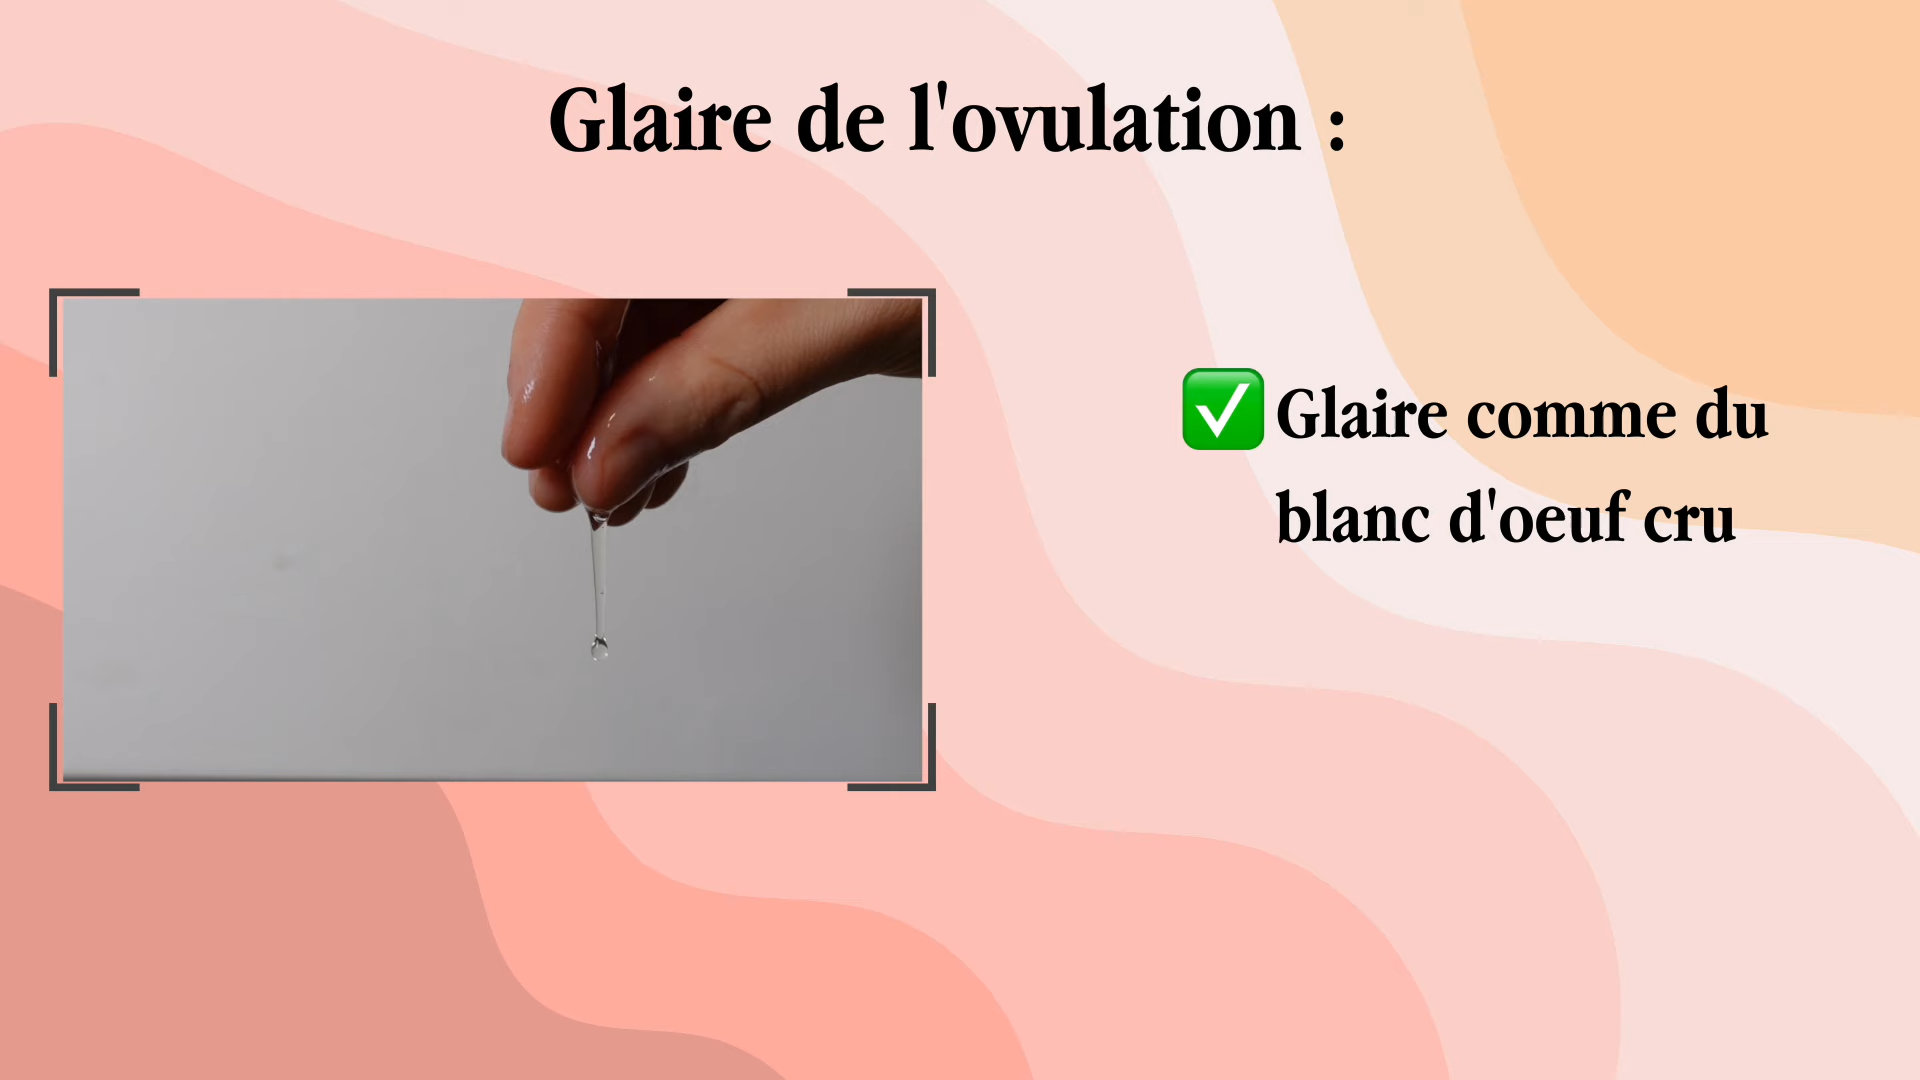 Glaire de l'ovulation :
✅ Glaire comme du
blanc d'oeuf cru